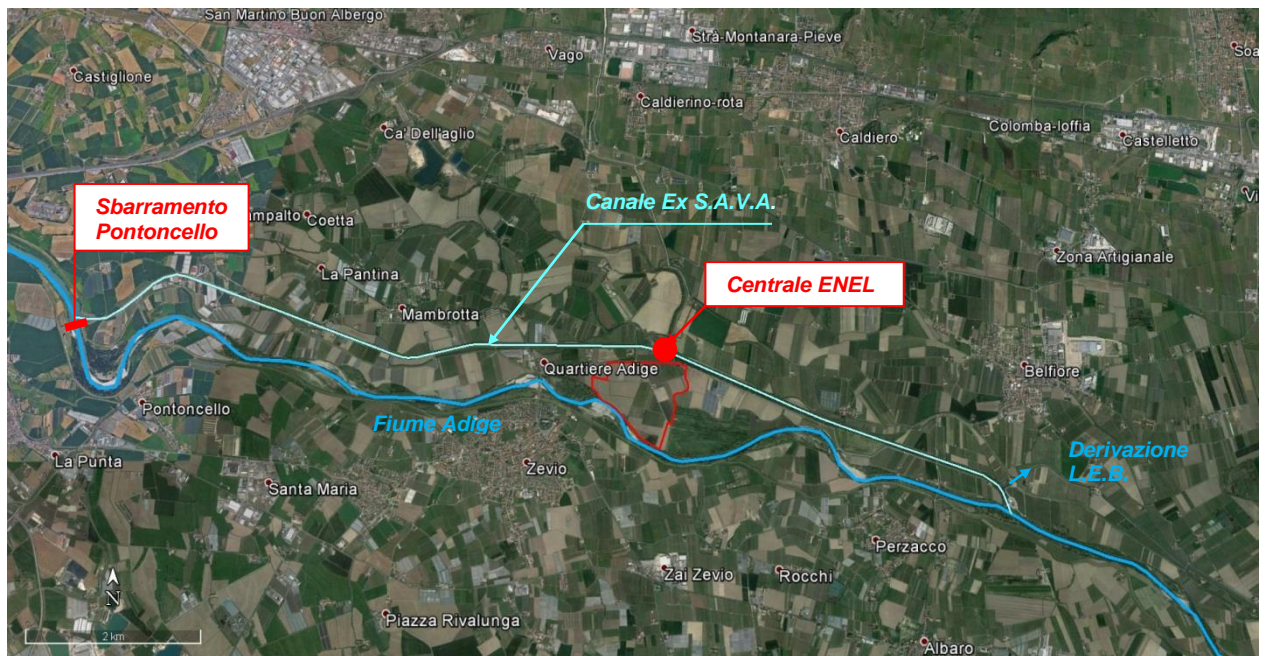 San Martino Buon Albergo
Strà-Montanara-Pieve
Vago
Castiglione
Caldierino-rota
Ca' Dell'aglio
Caldiero
Colomba-loffia
Castelletto
Sbarramento
Pontoncello
Canale Ex S.A.V.A.
Coetta
Zona Artigianale
La Pantina
Centrale ENEL
Mambrotta
Quartiere Adige
Belfiore
Pontoncello
Fiume Adige
La Punta
Zevio
Derivazione
L.E.B.
Santa Maria
Perzacco
Zai Zevio
Rocchi
N
Piazza Rivalunga
2 km
Albaro